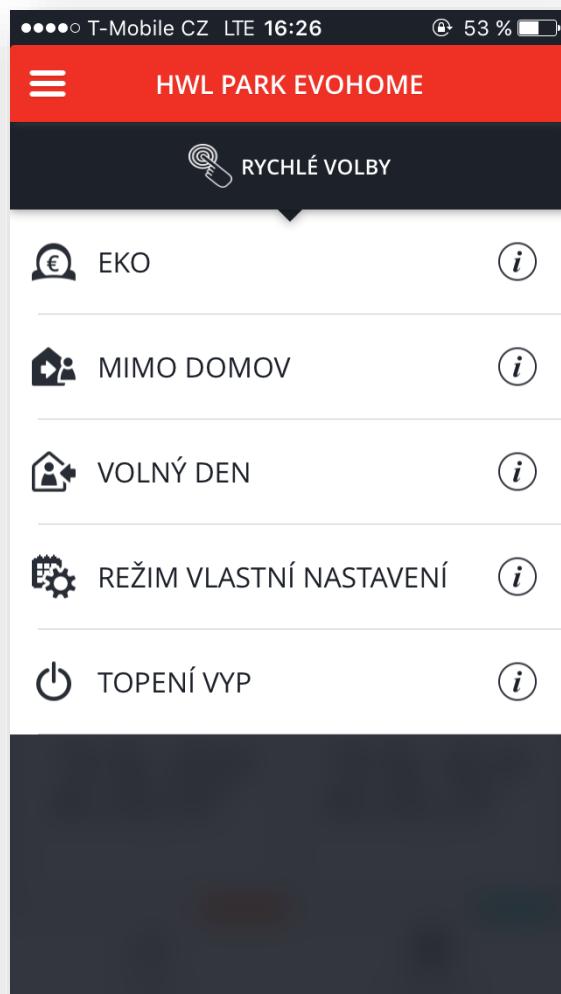 T-Mobile CZ LTE 16:26 53 %
HWL PARK EVOHOME
RYCHLÉ VOLBY
€ EKO i
MIMO DOMOV i
VOLNÝ DEN i
REŽIM VLASTNÍ NASTAVENÍ i
TOPENÍ VYP i